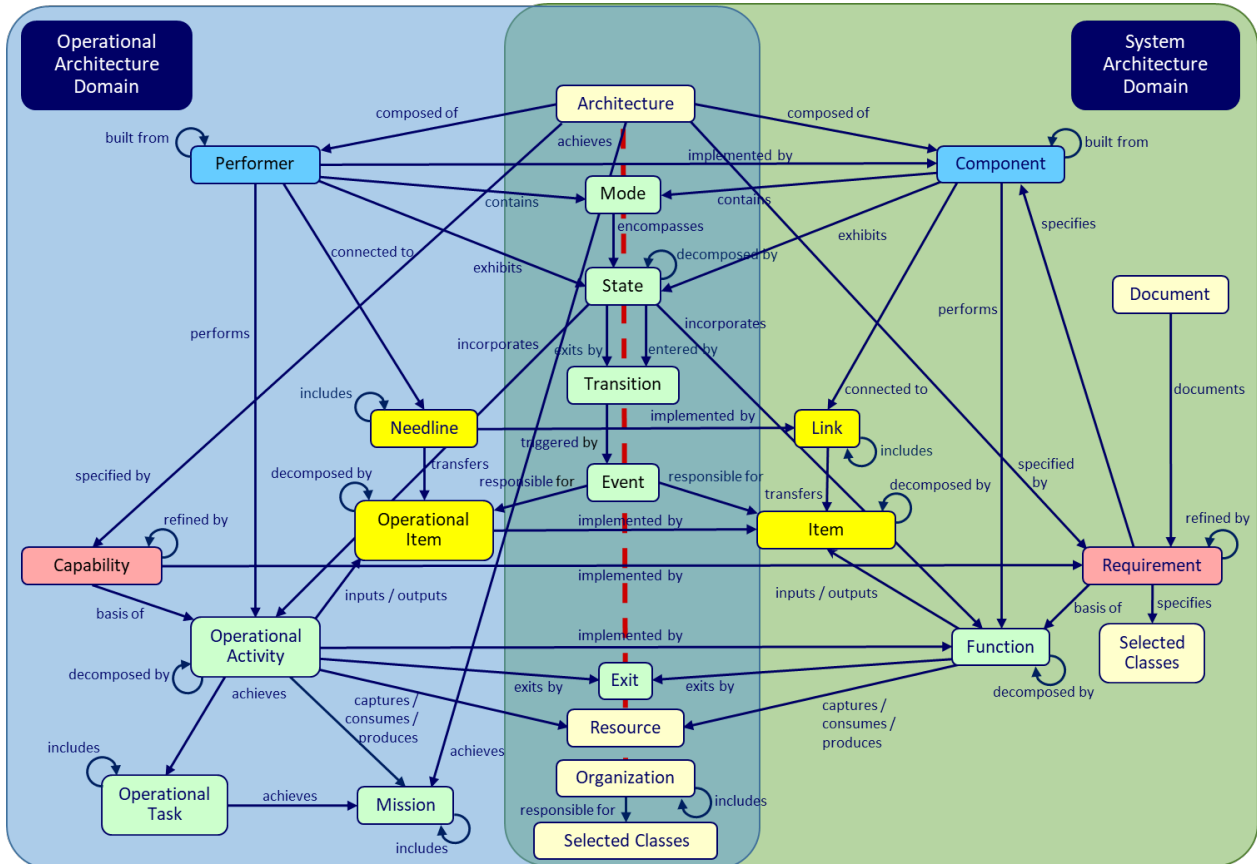 Operational
Architecture
Domain
System
Architecture
Domain
Architecture
composed of
achieves
composed of
built from
Performer
implemented by
Component
built from
Mode
contains
contains
encompasses
specifies
connected to
exhibits
decomposed by
exhibits
State
Document
performs
incorporates
incorporates
performs
exits by
entered by
Transition
includes
connected to
documents
Needline
implemented by
Link
triggered by
includes
transfers
specified by
decomposed by
responsible for
Event
responsible for
transfers
decomposed by
specified
by
refined by
Operational
Item
implemented by
Item
refined by
Capability
implemented by
Requirement
basis of
inputs / outputs
inputs / outputs
basis of
specifies
Operational
Activity
implemented by
Function
Selected
Classes
decomposed by
achieves
exits by
Exit
exits by
decomposed by
captures /
consumes /
produces
Resource
captures /
consumes /
produces
includes
achieves
Organization
Operational
Task
achieves
Mission
responsible for
includes
includes
Selected Classes